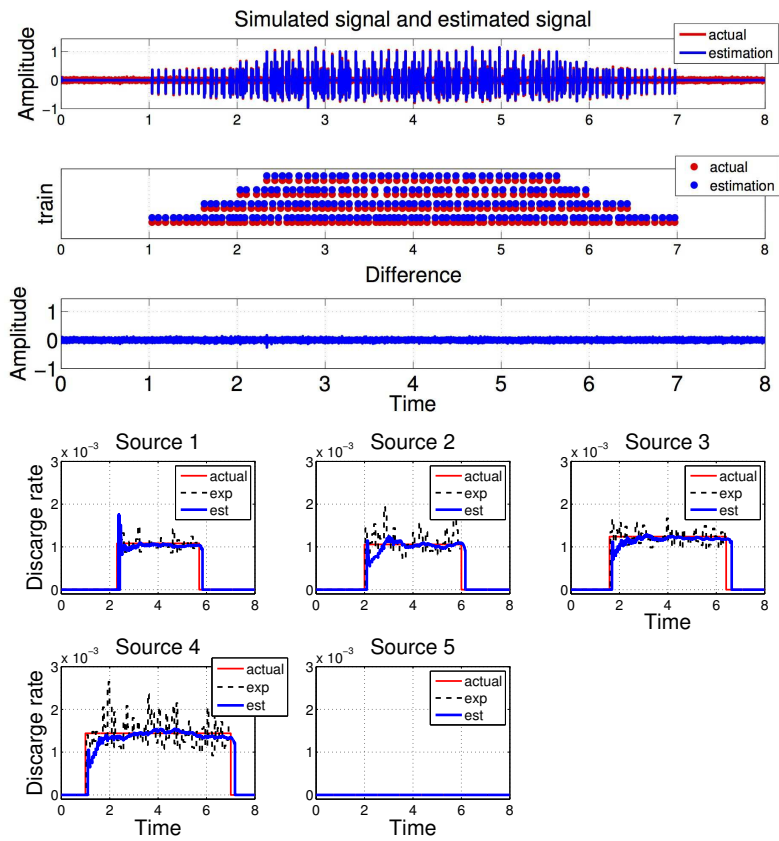 Simulated signal and estimated signal
Amplitude
1
0
−1
0 1 2 3 4 5 6 7 8
actual
estimation
train
0 1 2 3 4 5 6 7 8
actual
estimation
Difference
Amplitude
1
0
−1
0 1 2 3 4 5 6 7 8
Time
Source 1
x 10⁻³
Discarge rate
3
2
1
0
0 2 4 6 8
actual
exp
est
Source 2
x 10⁻³
3
2
1
0
0 2 4 6 8
actual
exp
est
Source 3
x 10⁻³
3
2
1
0
0 2 4 6 8
Time
actual
exp
est
Source 4
x 10⁻³
Discarge rate
3
2
1
0
0 2 4 6 8
Time
actual
exp
est
Source 5
x 10⁻³
3
2
1
0
0 2 4 6 8
actual
exp
est